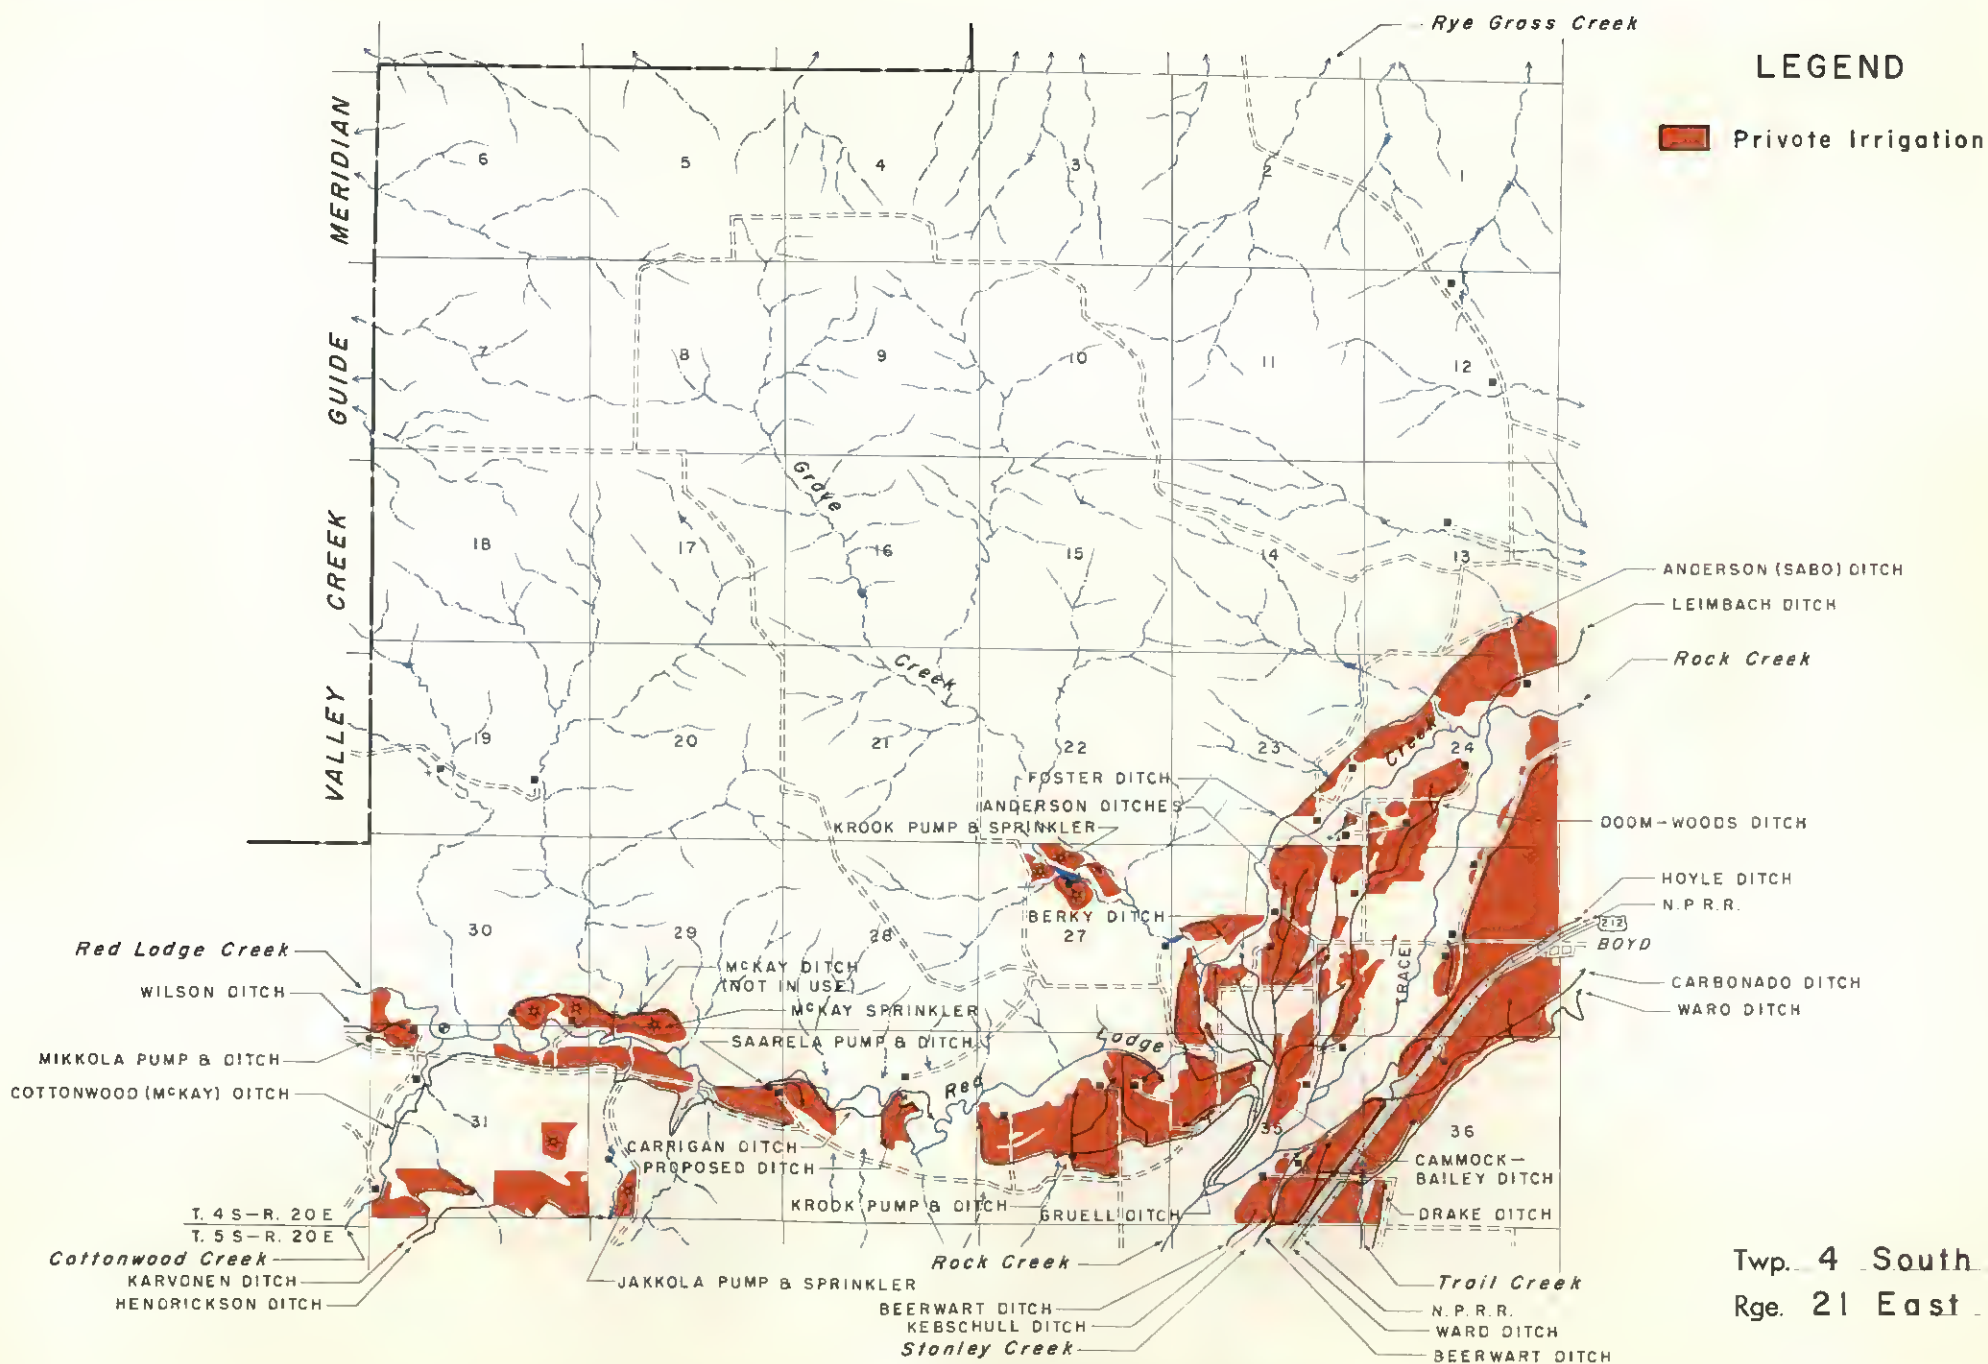 Rye Grass Creek
LEGEND
Private Irrigation
VALLEY CREEK GUIDE MERIDIAN
6
5
4
3
2
1
7
8
9
10
11
12
Grove
Creek
18
17
16
15
14
13
ANDERSON (SABO) DITCH
LEIMBACH DITCH
Rock Creek
19
20
21
22
23
Creek
24
FOSTER DITCH
ANDERSON DITCHES
KROOK PUMP & SPRINKLER
DOOM-WOODS DITCH
HOYLE DITCH
N.P.R.R.
212
BOYD
BERKY DITCH
30
29
28
27
TRACE
Red Lodge Creek
WILSON DITCH
McKAY DITCH
(NOT IN USE)
McKAY SPRINKLER
SAARELA PUMP & DITCH
CARBONADO DITCH
WARD DITCH
MIKKOLA PUMP & DITCH
COTTONWOOD (McKAY) DITCH
Red
Lodge
31
35
36
CARRIGAN DITCH
PROPOSED DITCH
KROOK PUMP & DITCH
GRUELL DITCH
CAMMOCK-
BAILEY DITCH
DRAKE DITCH
T. 4 S-R. 20 E
T. 5 S-R. 20 E
Cottonwood Creek
KARVONEN DITCH
HENDRICKSON DITCH
JAKKOLA PUMP & SPRINKLER
Rock Creek
BEERWART DITCH
KEBSCHULL DITCH
Stanley Creek
Trail Creek
N.P.R.R.
WARD DITCH
BEERWART DITCH
Twp. 4 South
Rge. 21 East